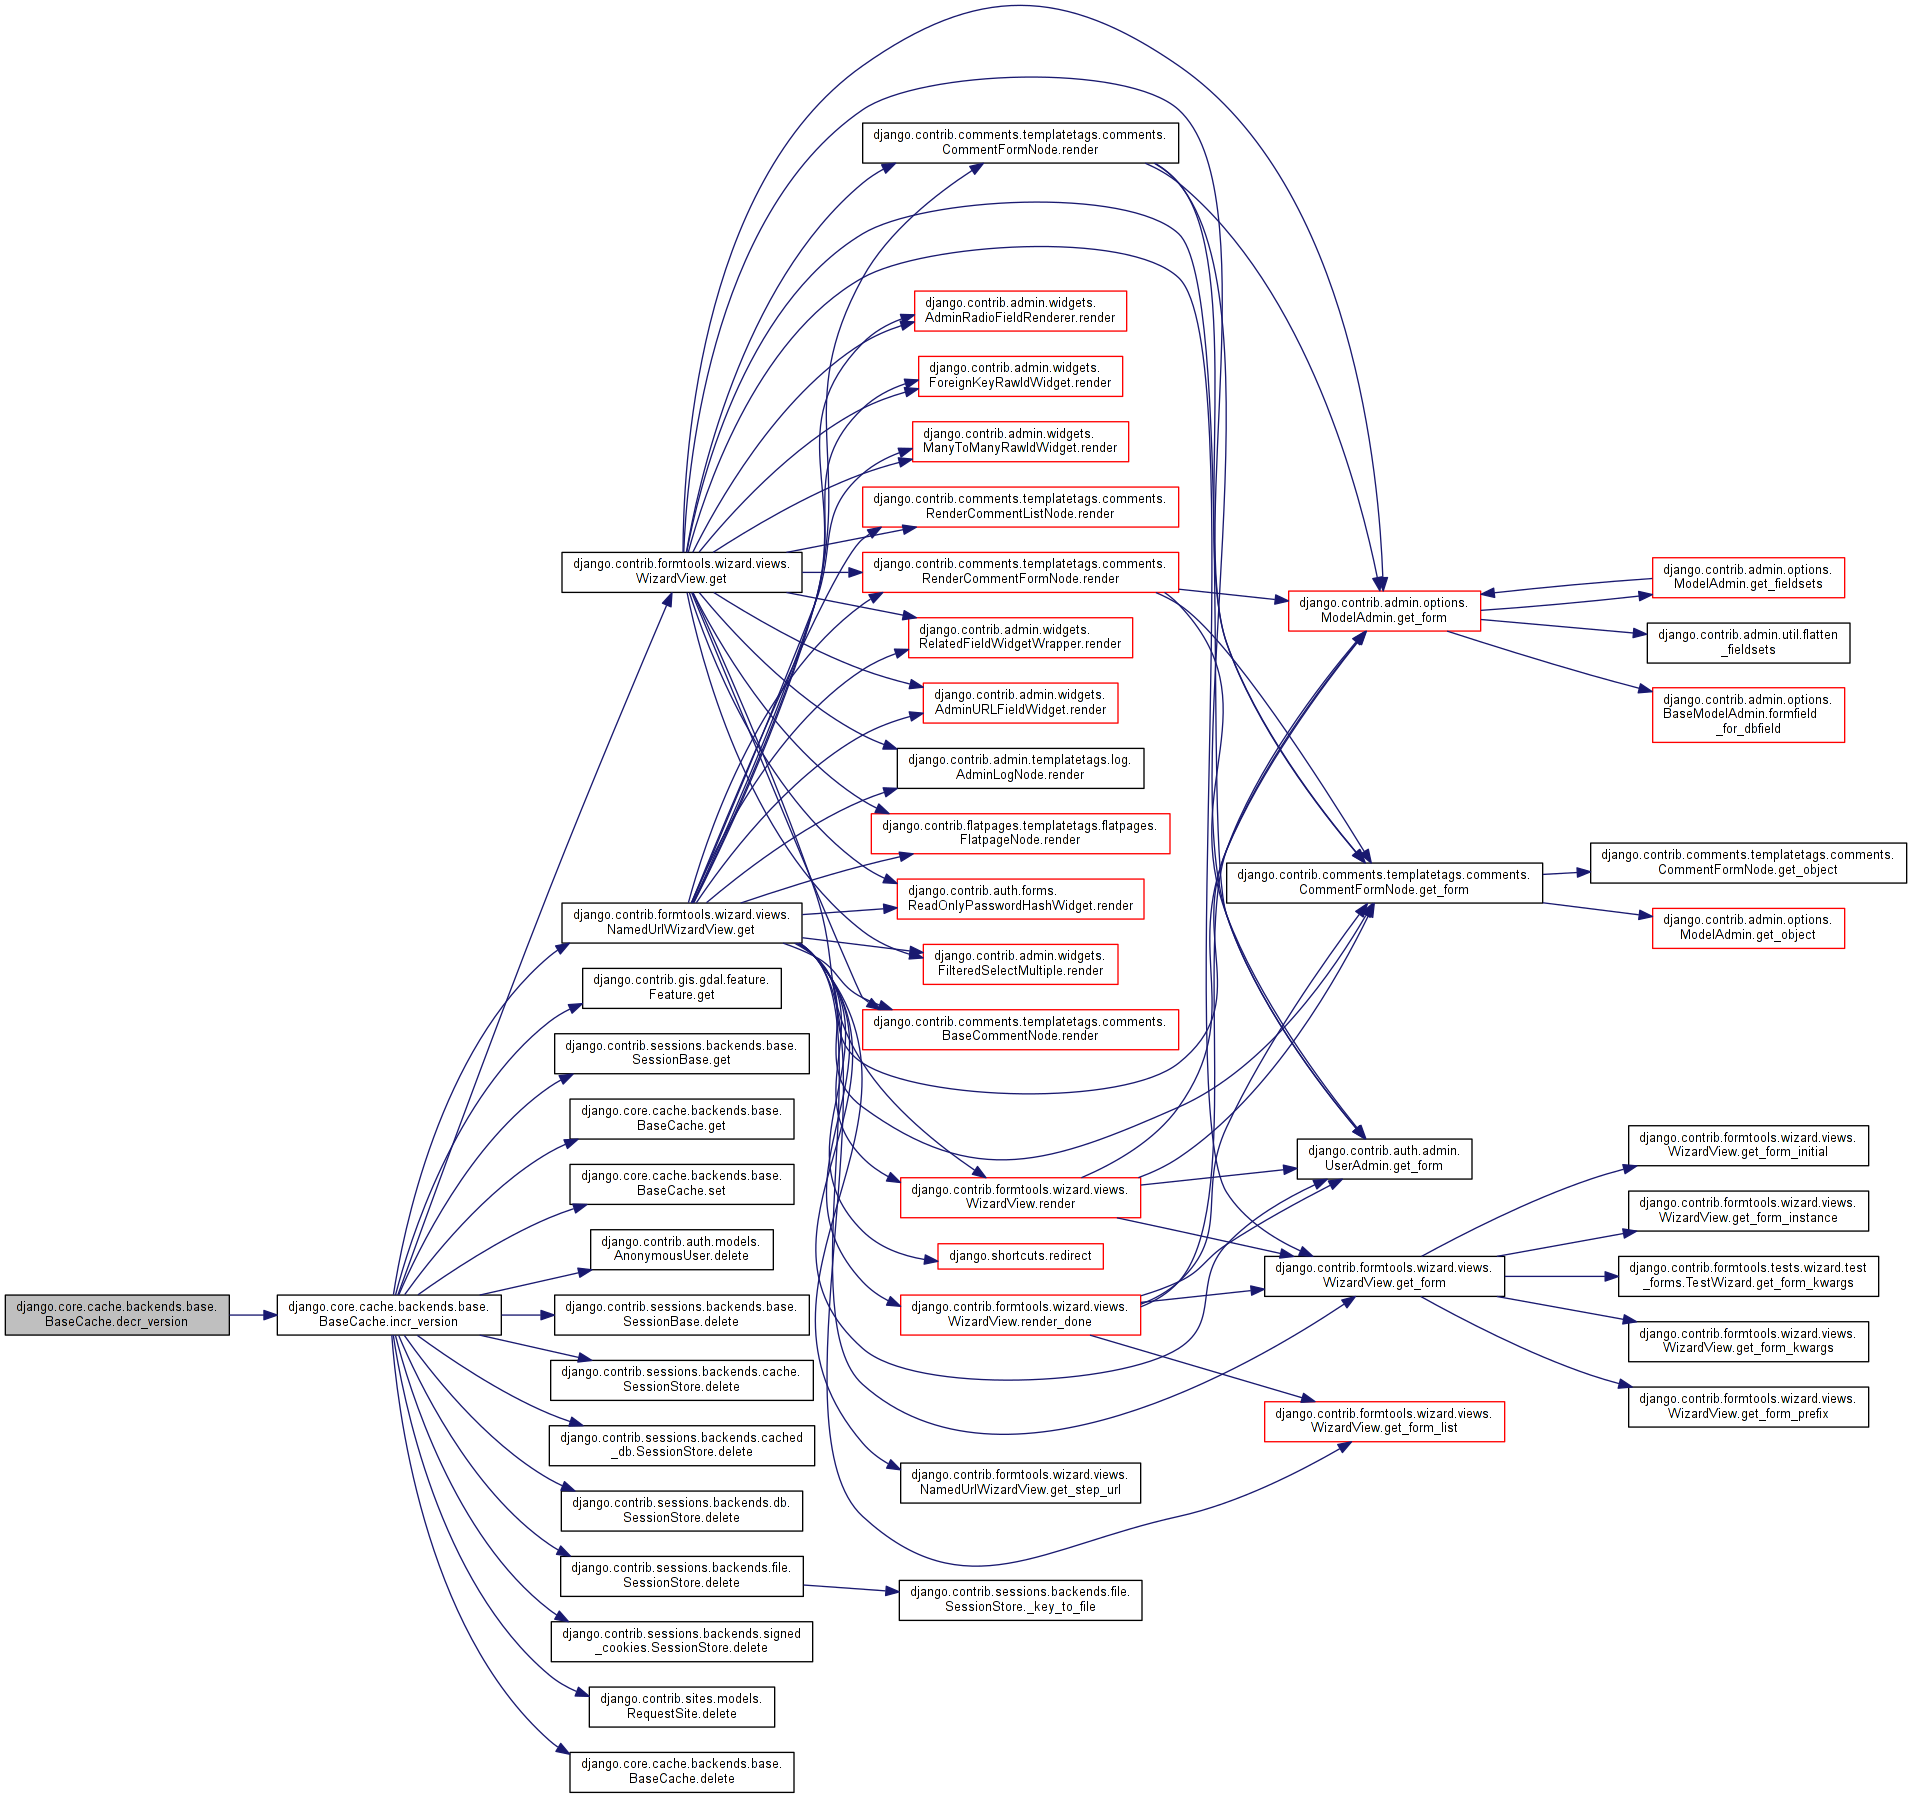 django.core.cache.backends.base.
BaseCache.decr_version
django.core.cache.backends.base.
BaseCache.incr_version
django.contrib.formtools.wizard.views.
WizardView.get
django.contrib.formtools.wizard.views.
NamedUrlWizardView.get
django.contrib.gis.gdal.feature.
Feature.get
django.contrib.sessions.backends.base.
SessionBase.get
django.core.cache.backends.base.
BaseCache.get
django.core.cache.backends.base.
BaseCache.set
django.contrib.auth.models.
AnonymousUser.delete
django.contrib.sessions.backends.base.
SessionBase.delete
django.contrib.sessions.backends.cache.
SessionStore.delete
django.contrib.sessions.backends.cached
_db.SessionStore.delete
django.contrib.sessions.backends.db.
SessionStore.delete
django.contrib.sessions.backends.file.
SessionStore.delete
django.contrib.sessions.backends.signed
_cookies.SessionStore.delete
django.contrib.sites.models.
RequestSite.delete
django.core.cache.backends.base.
BaseCache.delete
django.contrib.comments.templatetags.comments.
CommentFormNode.render
django.contrib.admin.widgets.
AdminRadioFieldRenderer.render
django.contrib.admin.widgets.
ForeignKeyRawIdWidget.render
django.contrib.admin.widgets.
ManyToManyRawIdWidget.render
django.contrib.comments.templatetags.comments.
RenderCommentListNode.render
django.contrib.comments.templatetags.comments.
RenderCommentFormNode.render
django.contrib.admin.widgets.
RelatedFieldWidgetWrapper.render
django.contrib.admin.widgets.
AdminURLFieldWidget.render
django.contrib.admin.templatetags.log.
AdminLogNode.render
django.contrib.flatpages.templatetags.flatpages.
FlatpageNode.render
django.contrib.auth.forms.
ReadOnlyPasswordHashWidget.render
django.contrib.admin.widgets.
FilteredSelectMultiple.render
django.contrib.comments.templatetags.comments.
BaseCommentNode.render
django.contrib.formtools.wizard.views.
WizardView.render
django.shortcuts.redirect
django.contrib.formtools.wizard.views.
WizardView.render_done
django.contrib.formtools.wizard.views.
NamedUrlWizardView.get_step_url
django.contrib.sessions.backends.file.
SessionStore._key_to_file
django.contrib.admin.options.
ModelAdmin.get_form
django.contrib.comments.templatetags.comments.
CommentFormNode.get_form
django.contrib.auth.admin.
UserAdmin.get_form
django.contrib.formtools.wizard.views.
WizardView.get_form
django.contrib.formtools.wizard.views.
WizardView.get_form_list
django.contrib.admin.options.
ModelAdmin.get_fieldsets
django.contrib.admin.util.flatten
_fieldsets
django.contrib.admin.options.
BaseModelAdmin.formfield
_for_dbfield
django.contrib.comments.templatetags.comments.
CommentFormNode.get_object
django.contrib.admin.options.
ModelAdmin.get_object
django.contrib.formtools.wizard.views.
WizardView.get_form_initial
django.contrib.formtools.wizard.views.
WizardView.get_form_instance
django.contrib.formtools.tests.wizard.test
_forms.TestWizard.get_form_kwargs
django.contrib.formtools.wizard.views.
WizardView.get_form_kwargs
django.contrib.formtools.wizard.views.
WizardView.get_form_prefix